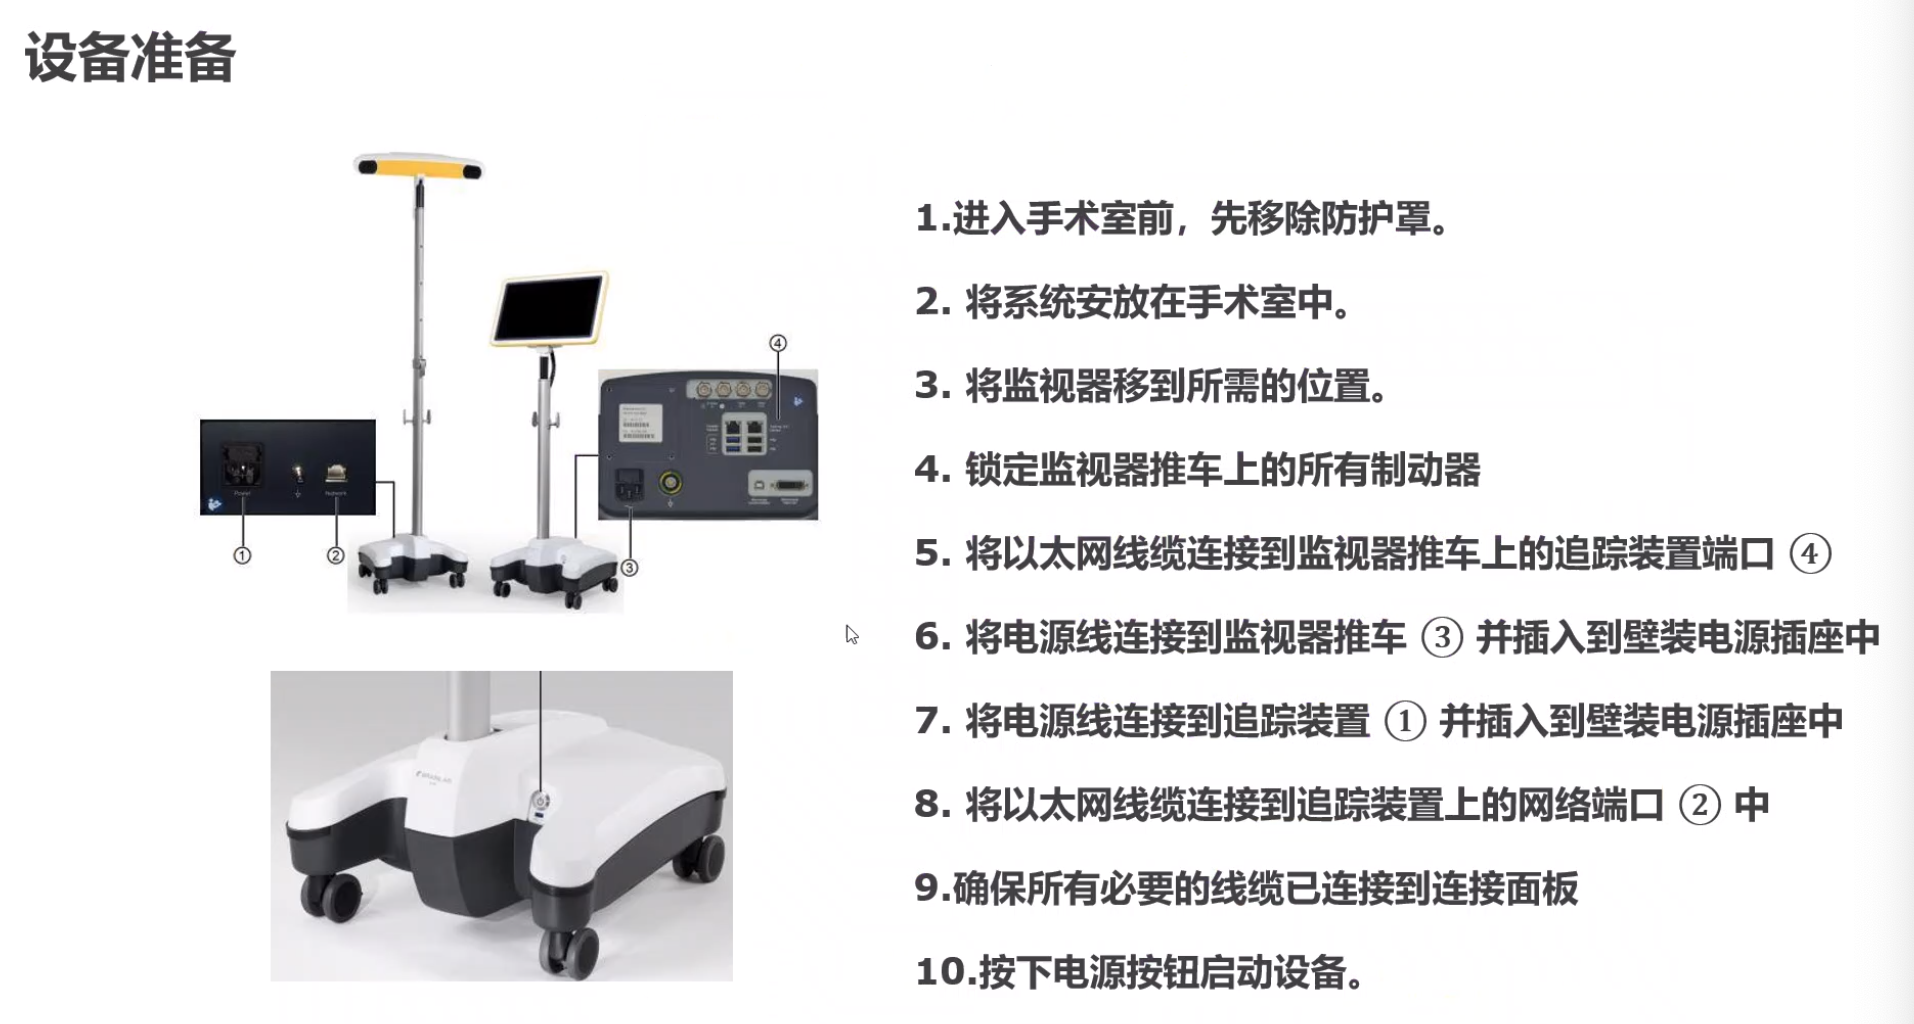 设备准备
1.进入手术室前，先移除防护罩。
2. 将系统安放在手术室中。
3. 将监视器移到所需的位置。
4. 锁定监视器推车上的所有制动器
5. 将以太网线缆连接到监视器推车上的追踪装置端口 ④
6. 将电源线连接到监视器推车 ③ 并插入到壁装电源插座中
7. 将电源线连接到追踪装置 ① 并插入到壁装电源插座中
8. 将以太网线缆连接到追踪装置上的网络端口 ② 中
9.确保所有必要的线缆已连接到连接面板
10.按下电源按钮启动设备。
④
Power
Network
①
②
③
BRAINLAB